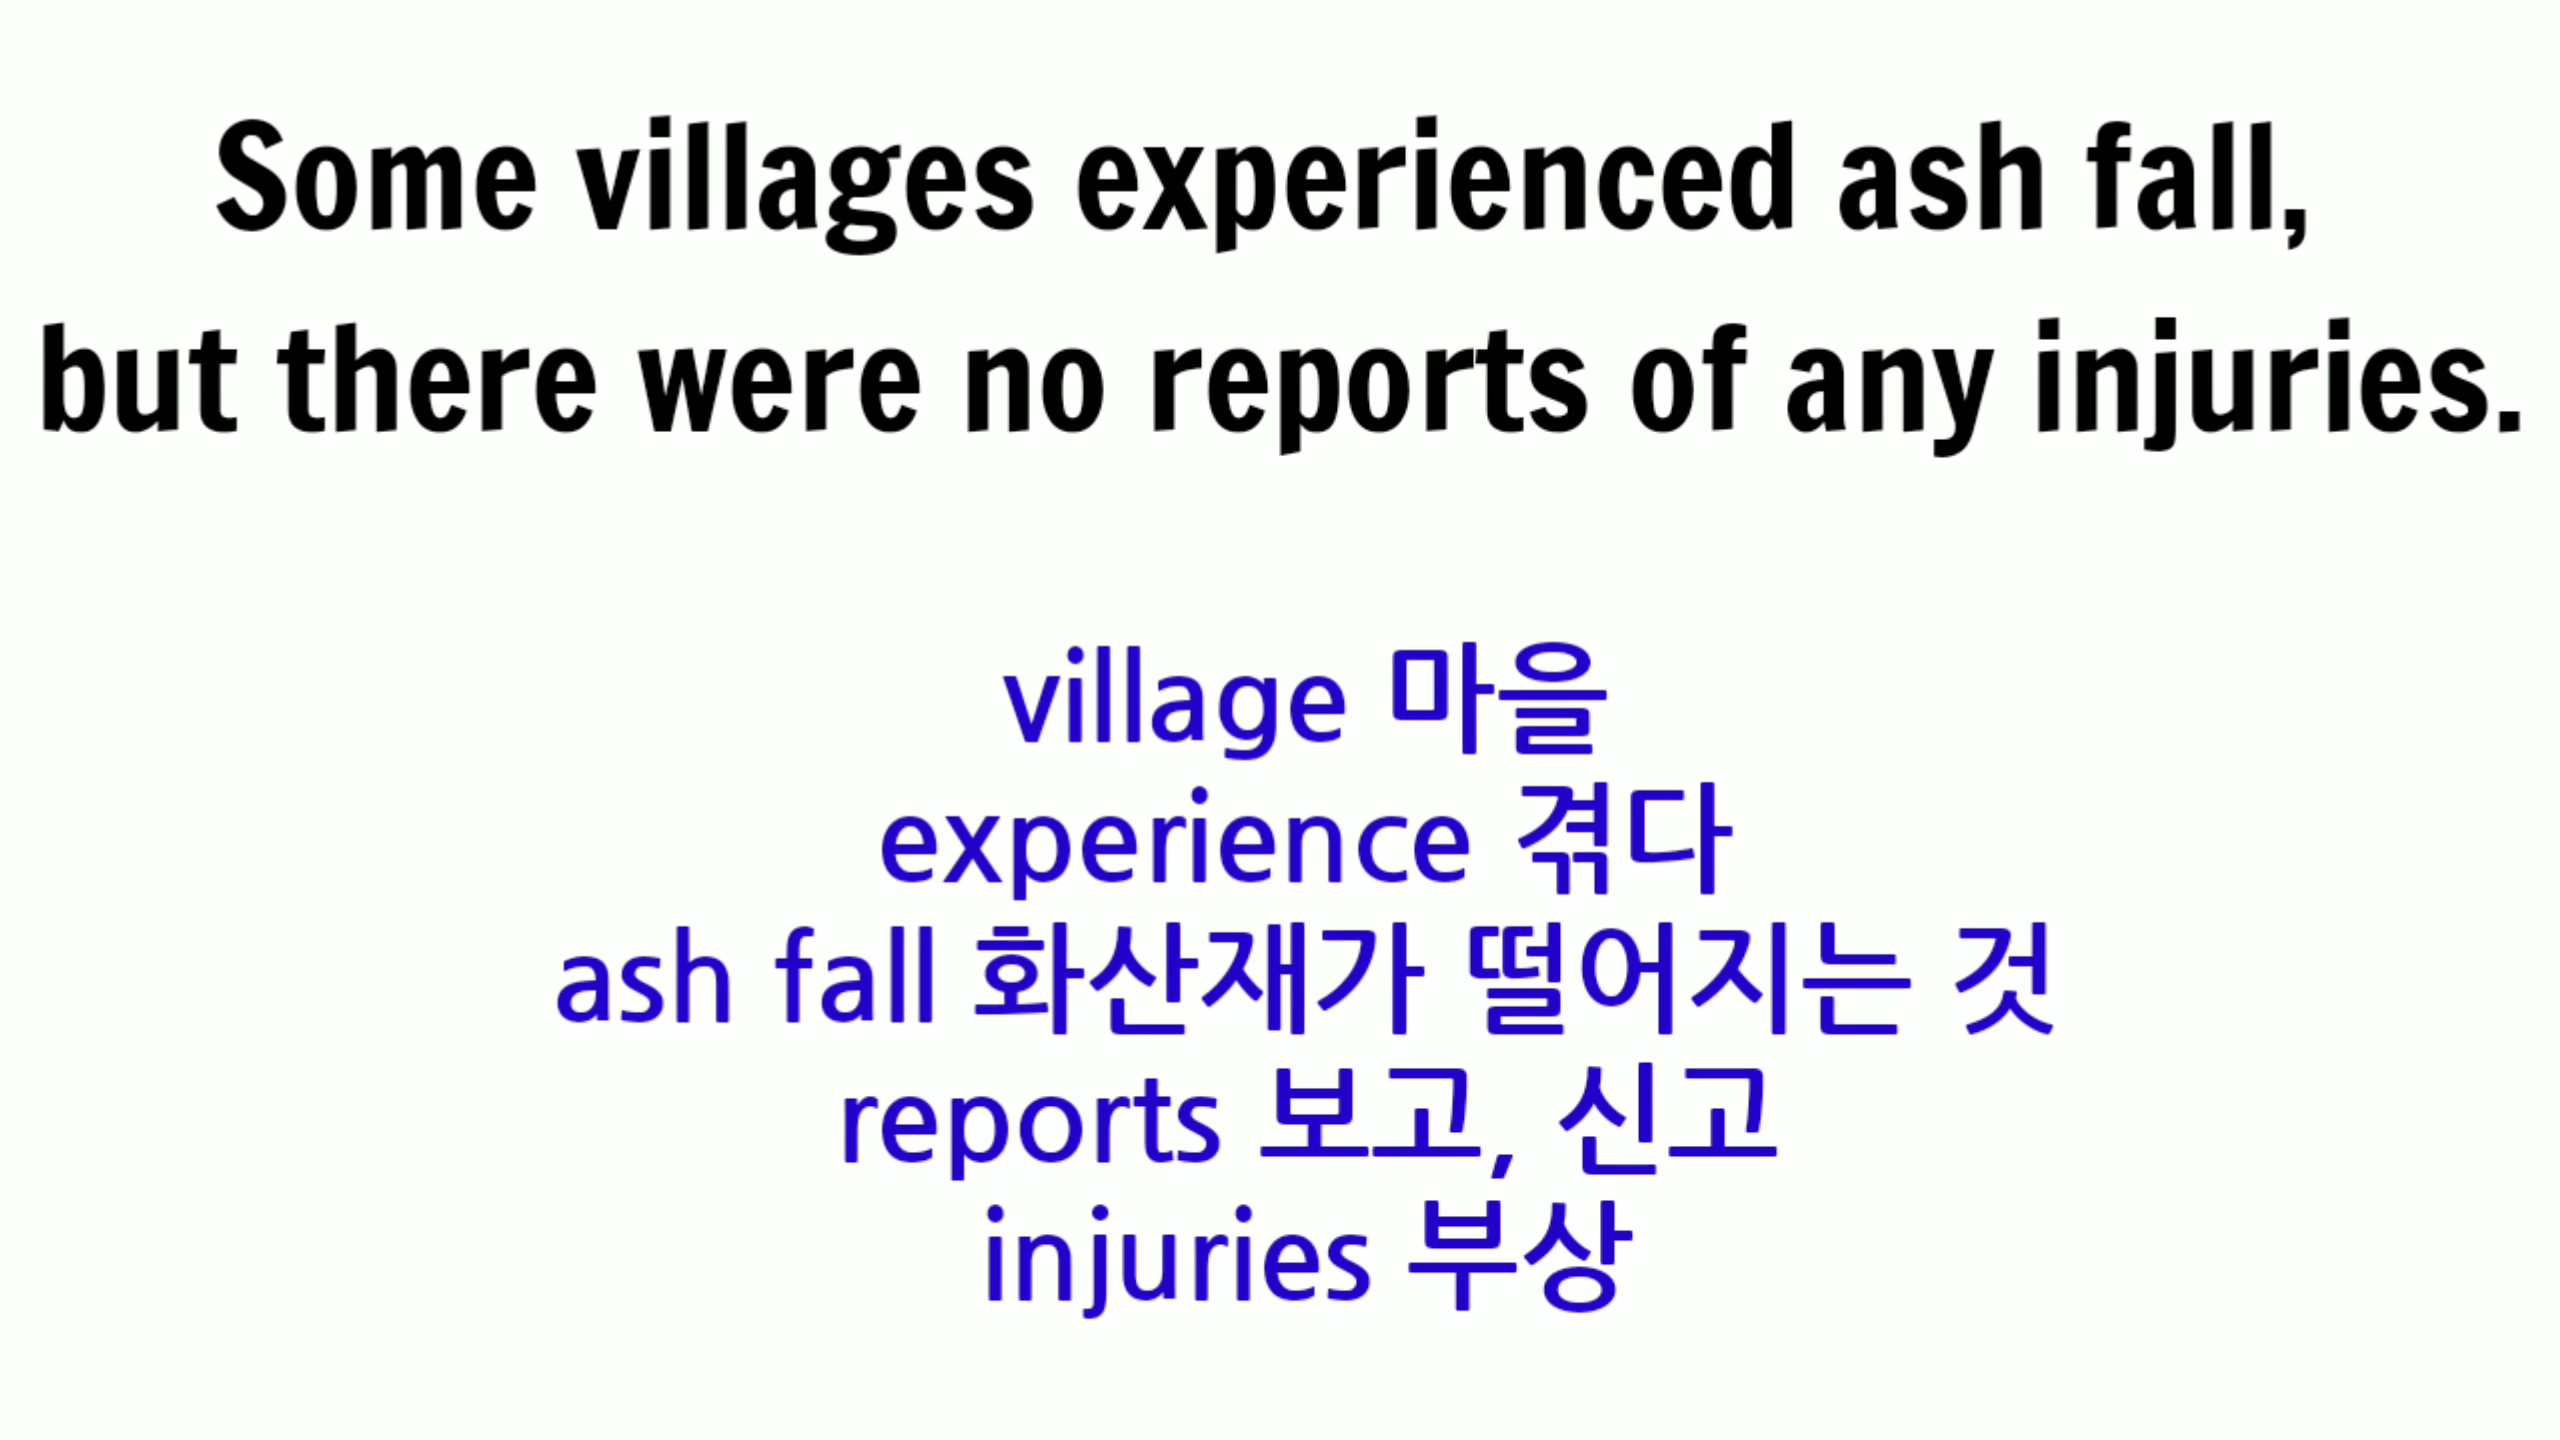 Some villages experienced ash fall,
but there were no reports of any injuries.
village 마을
experience 겪다
ash fall 화산재가 떨어지는 것
reports 보고, 신고
injuries 부상